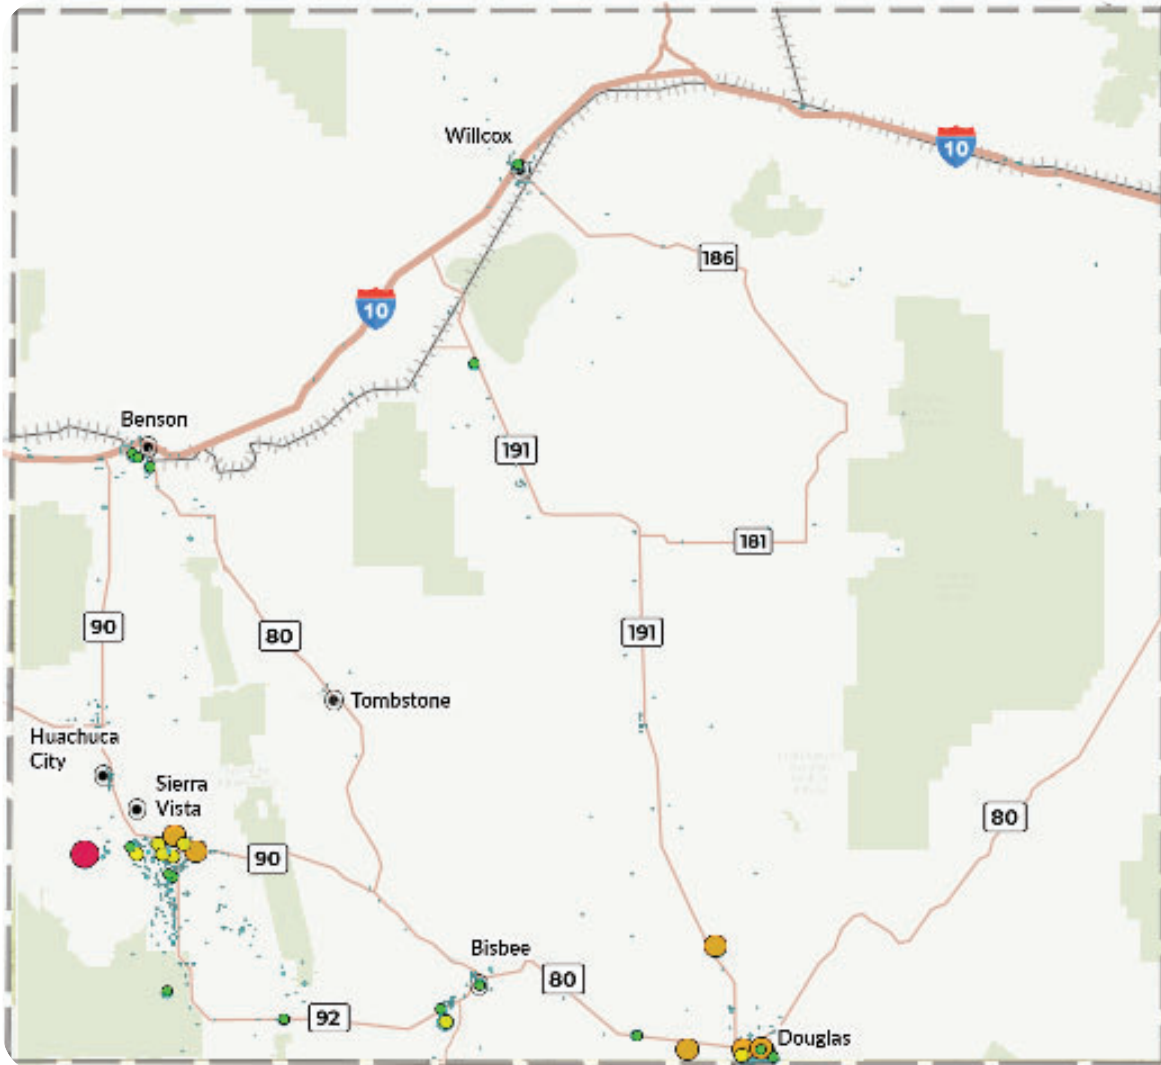 Willcox
10
186
10
Benson
191
181
90
80
191
Tombstone
Huachuca
City
Sierra
Vista
80
90
Bisbee
80
92
Douglas